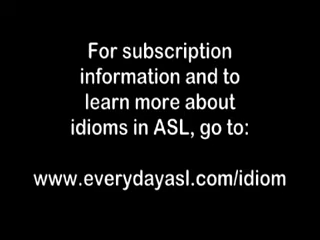 For subscription
information and to
learn more about
idioms in ASL, go to:
www.everydayasl.com/idiom